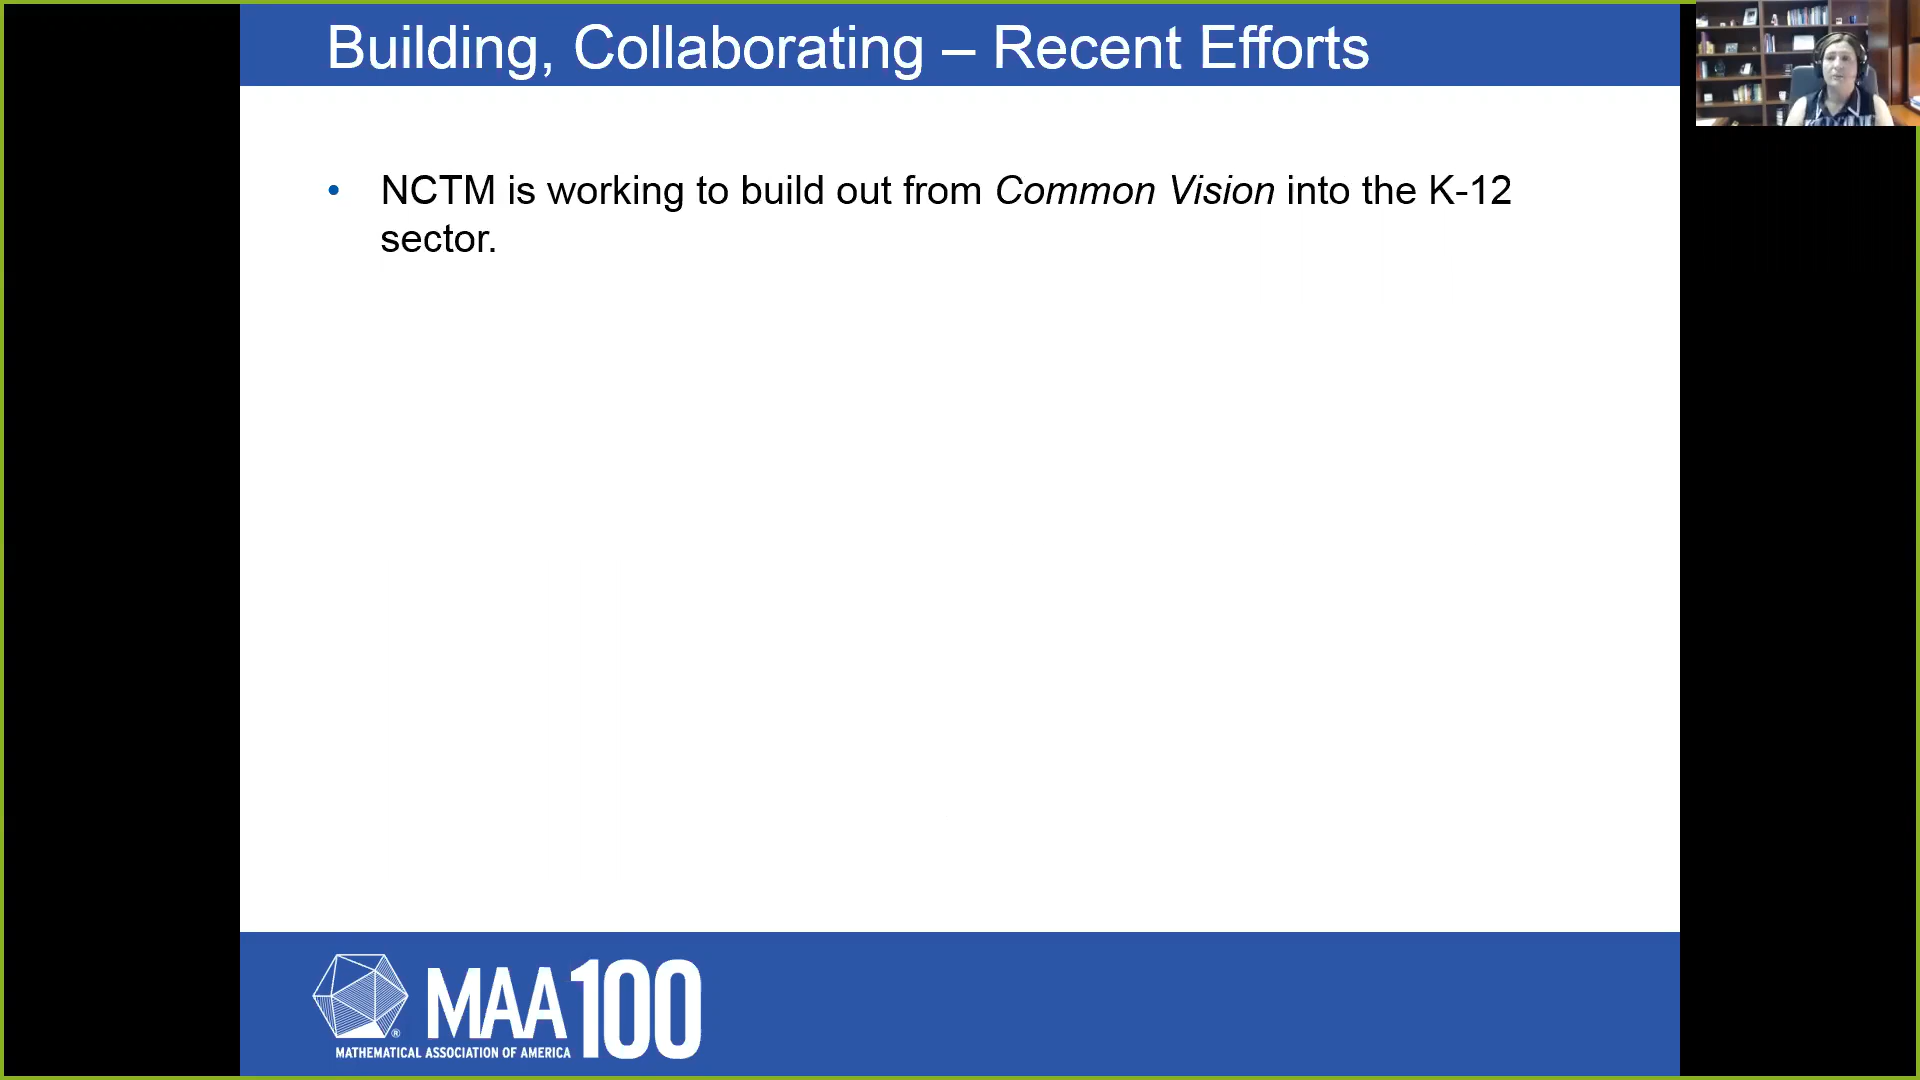 Building, Collaborating – Recent Efforts
• NCTM is working to build out from Common Vision into the K-12
sector.
MAA100
®
MATHEMATICAL ASSOCIATION OF AMERICA